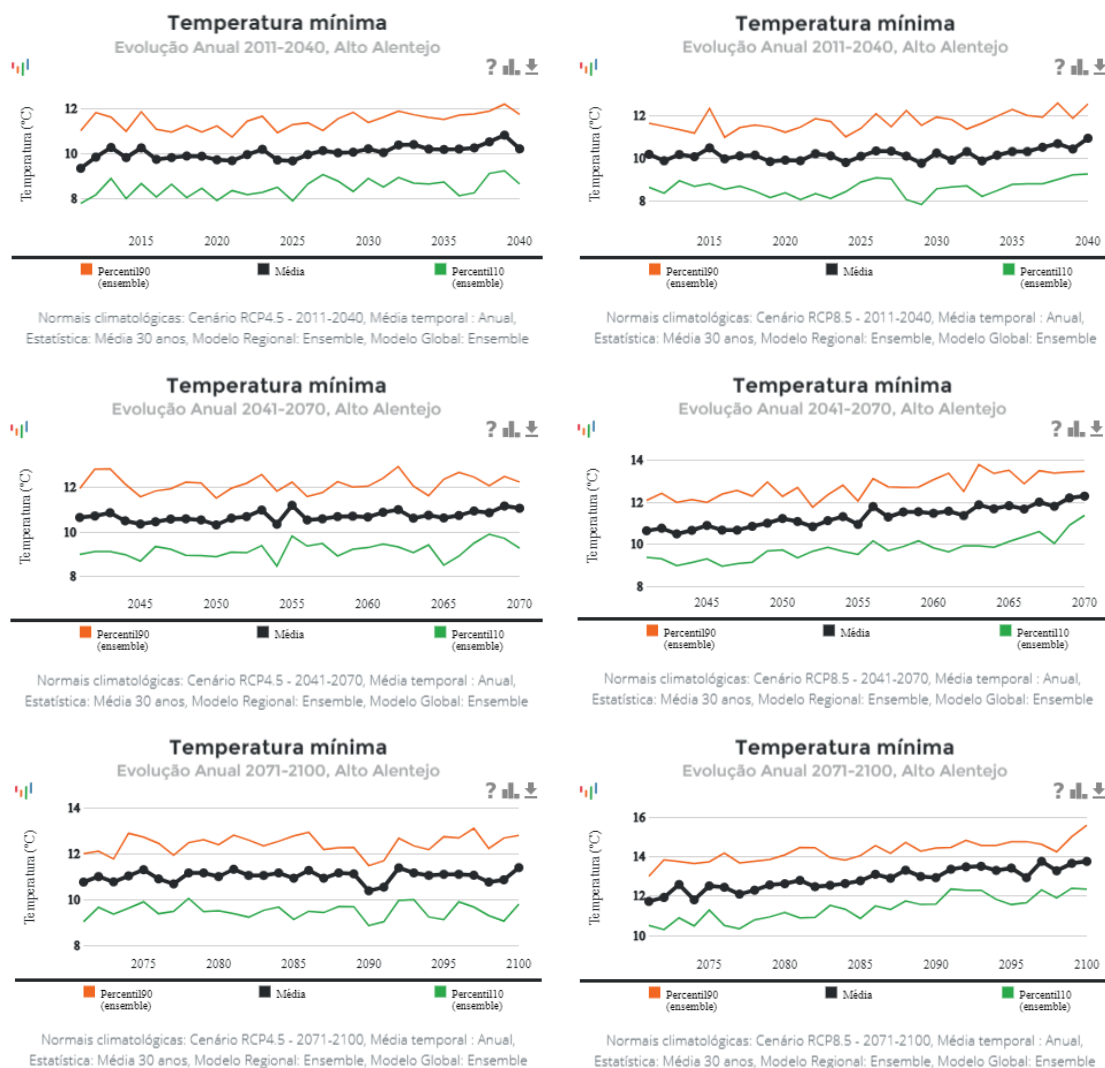 Temperatura mínima
Evolução Anual 2011-2040, Alto Alentejo
?
Temperatura (°C)
12
10
8
2015
2020
2025
2030
2035
2040
Percentil90
(ensemble)
Média
Percentil10
(ensemble)
Normais climatológicas: Cenário RCP4.5 - 2011-2040, Média temporal : Anual,
Estatística: Média 30 anos, Modelo Regional: Ensemble, Modelo Global: Ensemble
Temperatura mínima
Evolução Anual 2011-2040, Alto Alentejo
?
Temperatura (°C)
12
10
8
2015
2020
2025
2030
2035
2040
Percentil90
(ensemble)
Média
Percentil10
(ensemble)
Normais climatológicas: Cenário RCP8.5 - 2011-2040, Média temporal : Anual,
Estatística: Média 30 anos, Modelo Regional: Ensemble, Modelo Global: Ensemble
Temperatura mínima
Evolução Anual 2041-2070, Alto Alentejo
?
Temperatura (°C)
12
10
8
2045
2050
2055
2060
2065
2070
Percentil90
(ensemble)
Média
Percentil10
(ensemble)
Normais climatológicas: Cenário RCP4.5 - 2041-2070, Média temporal : Anual,
Estatística: Média 30 anos, Modelo Regional: Ensemble, Modelo Global: Ensemble
Temperatura mínima
Evolução Anual 2041-2070, Alto Alentejo
?
Temperatura (°C)
14
12
10
8
2045
2050
2055
2060
2065
2070
Percentil90
(ensemble)
Média
Percentil10
(ensemble)
Normais climatológicas: Cenário RCP8.5 - 2041-2070, Média temporal : Anual,
Estatística: Média 30 anos, Modelo Regional: Ensemble, Modelo Global: Ensemble
Temperatura mínima
Evolução Anual 2071-2100, Alto Alentejo
?
Temperatura (°C)
14
12
10
8
2075
2080
2085
2090
2095
2100
Percentil90
(ensemble)
Média
Percentil10
(ensemble)
Normais climatológicas: Cenário RCP4.5 - 2071-2100, Média temporal : Anual,
Estatística: Média 30 anos, Modelo Regional: Ensemble, Modelo Global: Ensemble
Temperatura mínima
Evolução Anual 2071-2100, Alto Alentejo
?
Temperatura (°C)
16
14
12
10
2075
2080
2085
2090
2095
2100
Percentil90
(ensemble)
Média
Percentil10
(ensemble)
Normais climatológicas: Cenário RCP8.5 - 2071-2100, Média temporal : Anual,
Estatística: Média 30 anos, Modelo Regional: Ensemble, Modelo Global: Ensemble